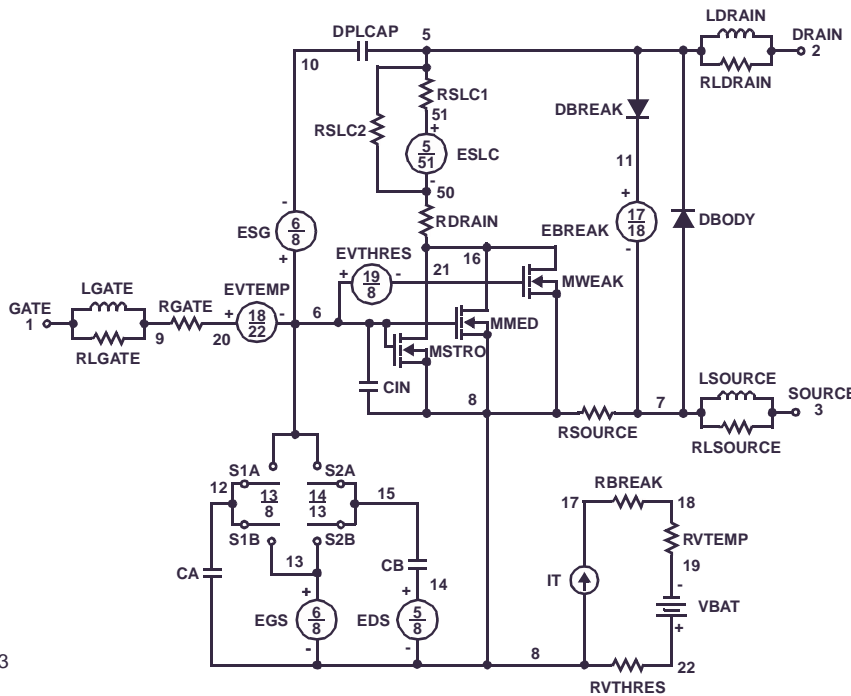 LDRAIN
DPLCAP 5 DRAIN
10 2
RLDRAIN
RSLC1
51 DBREAK
RSLC2 +
5
51
ESLC 11
-
50
- +
6
8
ESG RDRAIN EBREAK 17
18
DBODY
+ EVTHRES 16 -
+ 19
8
- 21 MWEAK
LGATE
GATE RGATE EVTEMP
1 + 18
22
- 6 MMED
9 20
RLGATE MSTRO
CIN LSOURCE
8 7 SOURCE
3
RSOURCE RLSOURCE
S1A S2A
12 13
8
14
13
15 RBREAK
17 18
S1B S2B RVTEMP
13 CB 19
CA 14 IT -
+ + VBAT
EGS 6
8
EDS 5
8
+
- - 8 22
3
RVTHRES